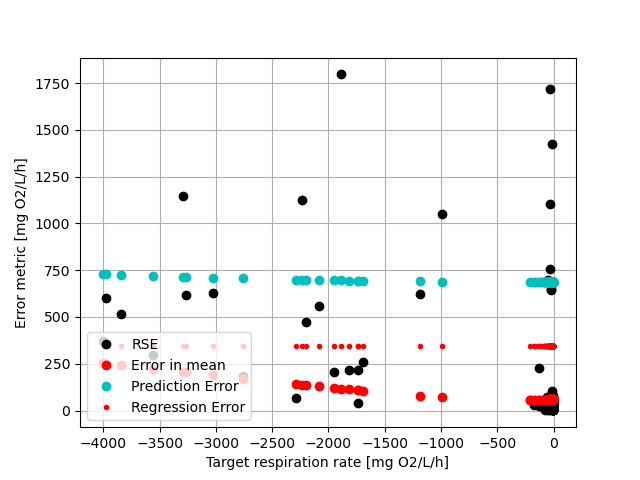 1750
1500
1250
1000
750
500
250
0
Error metric [mg O2/L/h]
RSE
Error in mean
Prediction Error
Regression Error
−4000 −3500 −3000 −2500 −2000 −1500 −1000 −500 0
Target respiration rate [mg O2/L/h]